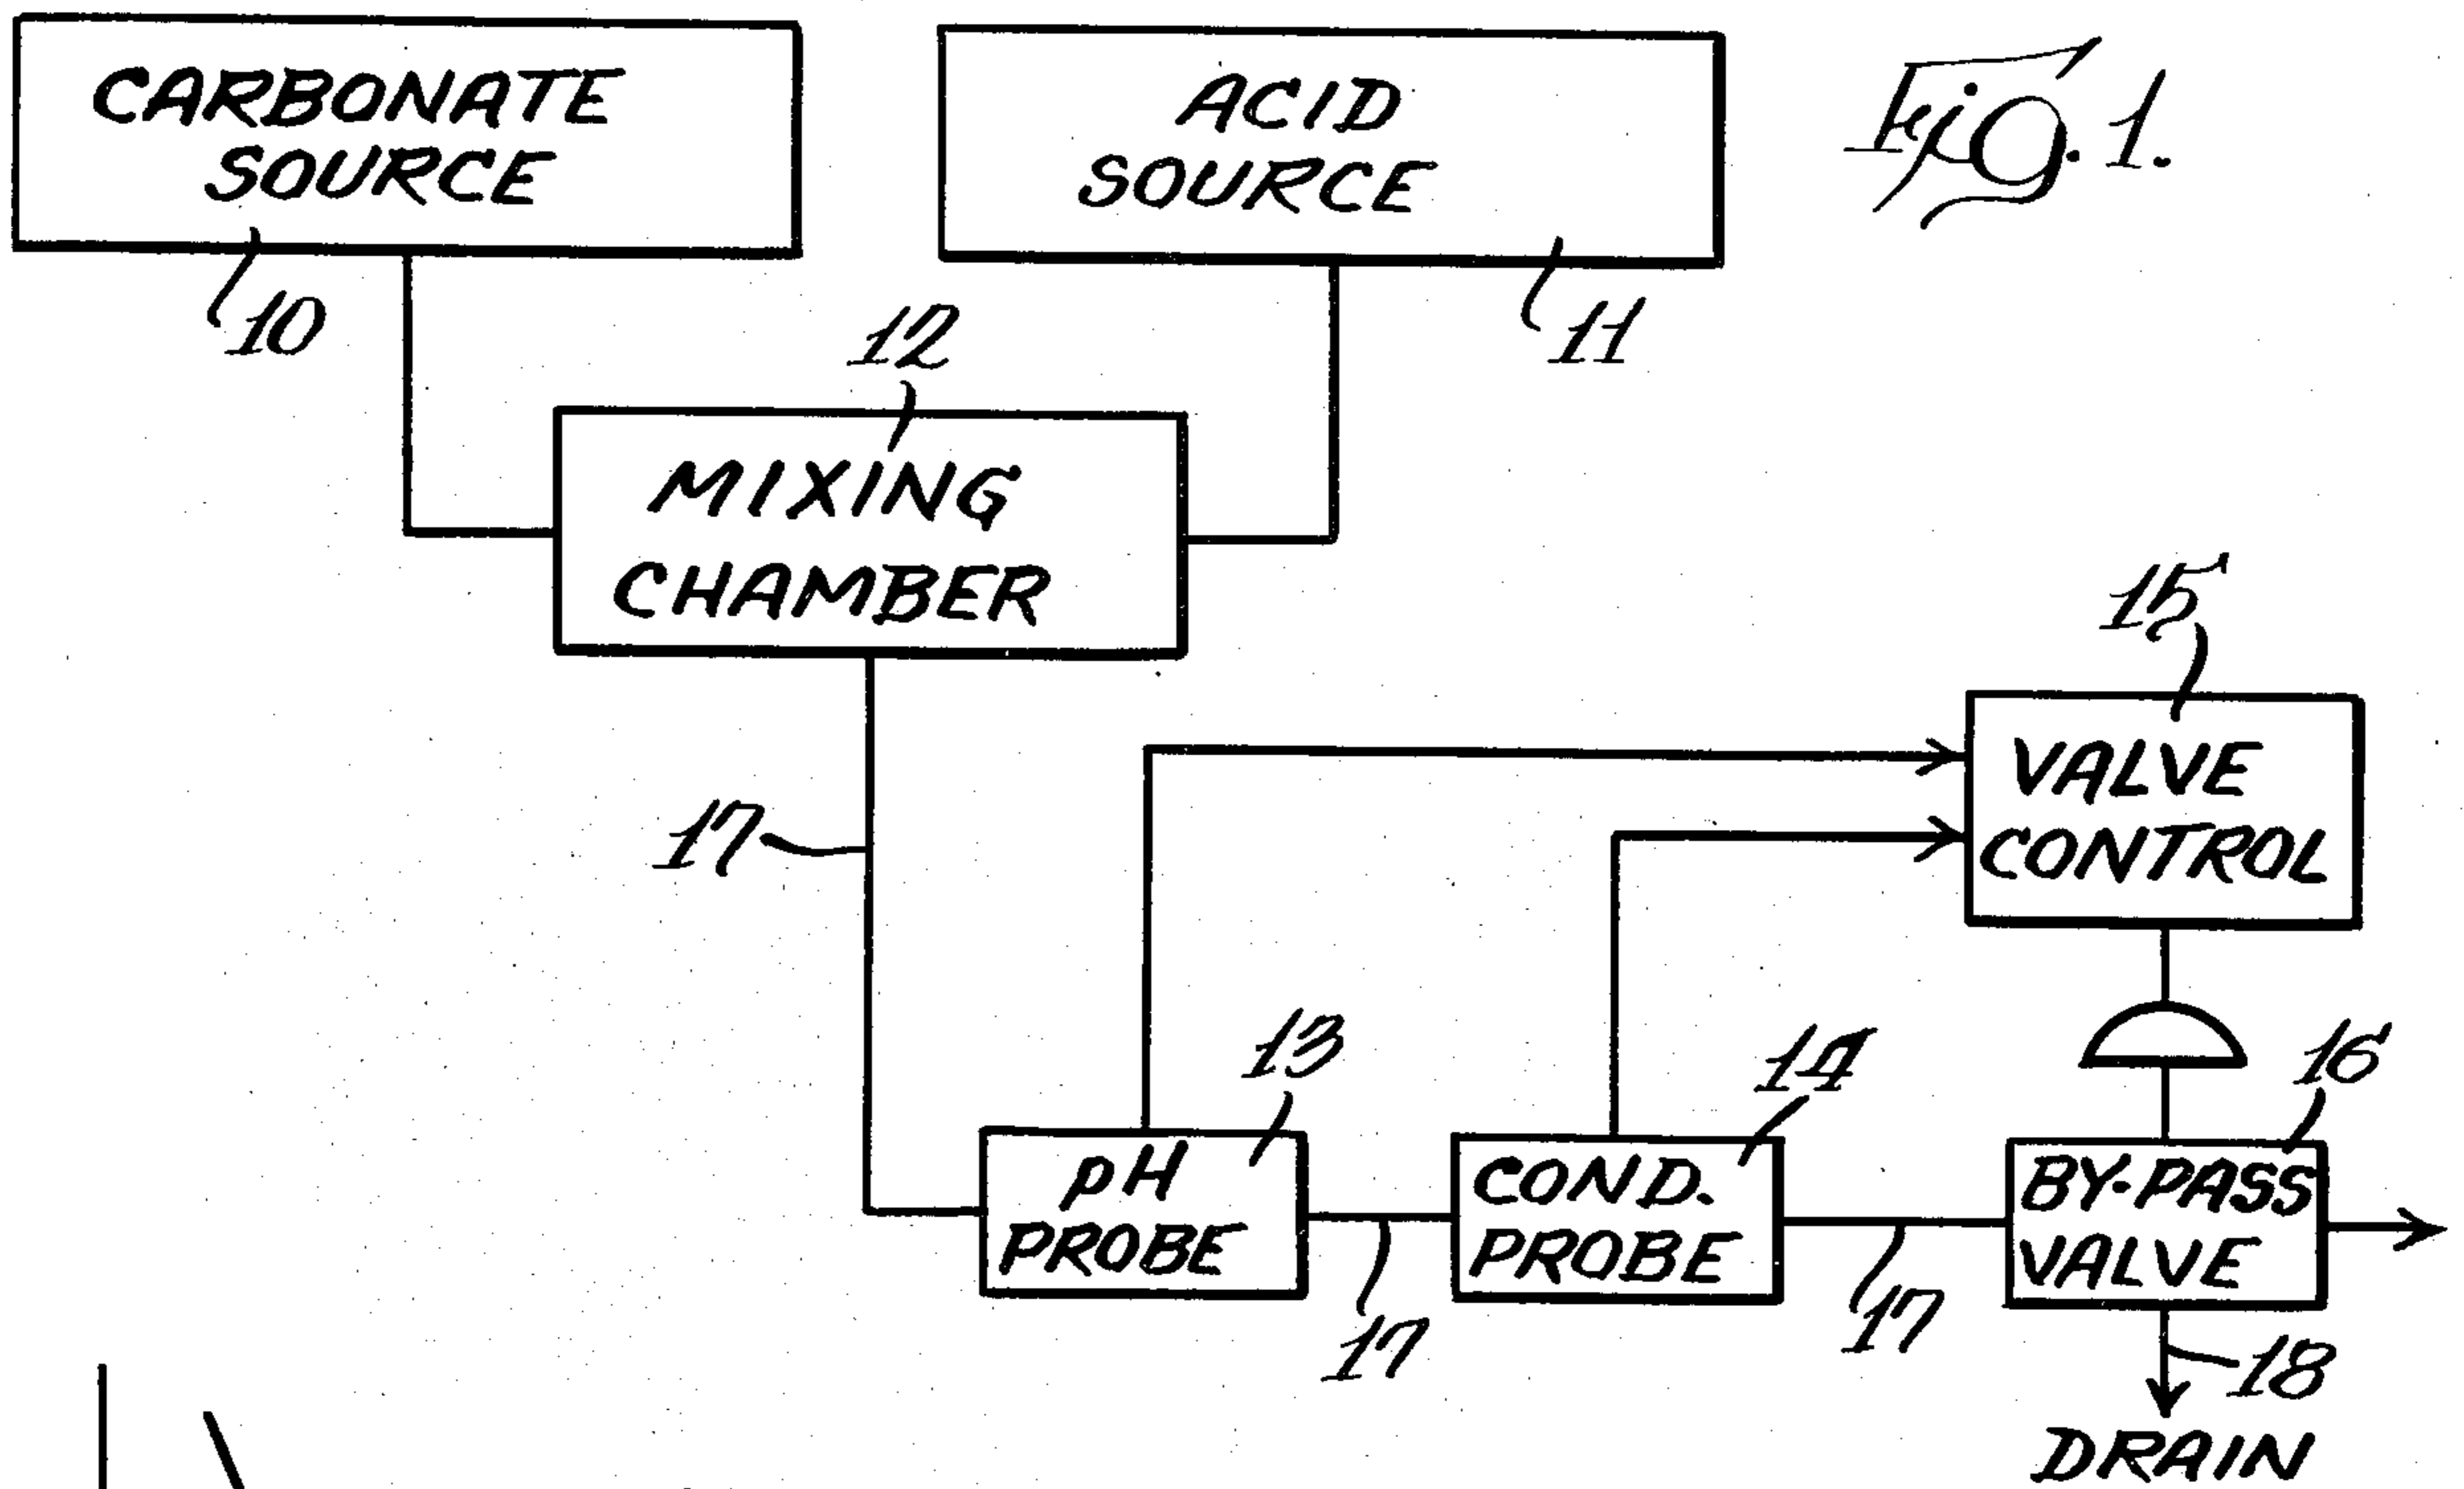 CARBONATE
SOURCE
ACID
SOURCE
Fig. 1.
10
11
12
MIXING
CHAMBER
15
VALVE
CONTROL
17
13
14
16
pH
PROBE
COND.
PROBE
BY-PASS
VALVE
17
17
18
DRAIN